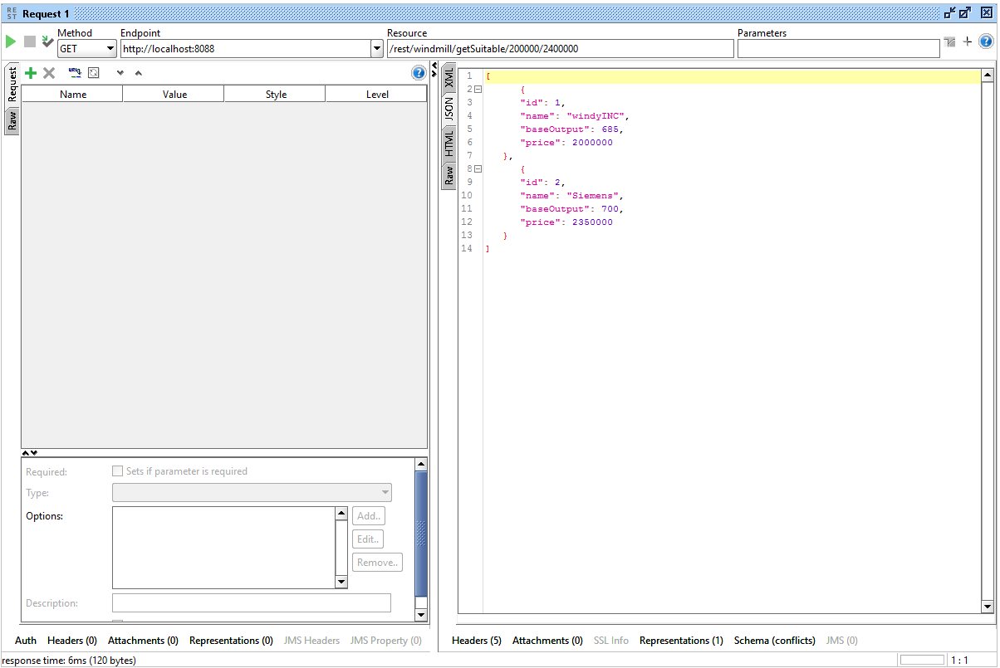 REST Request 1
Method Endpoint Resource Parameters
GET http://localhost:8088 /rest/windmill/getSuitable/200000/2400000
Request
Raw
Name Value Style Level
Required: Sets if parameter is required
Type:
Options:
Add..
Edit..
Remove..
Description:
Auth Headers (0) Attachments (0) Representations (0) JMS Headers JMS Property (0)
XML
JSON
HTML
Raw
1 [
2 {
3 "id": 1,
4 "name": "windyINC",
5 "baseOutput": 685,
6 "price": 2000000
7 },
8 {
9 "id": 2,
10 "name": "Siemens",
11 "baseOutput": 700,
12 "price": 2350000
13 }
14 ]
Headers (5) Attachments (0) SSL Info Representations (1) Schema (conflicts) JMS (0)
response time: 6ms (120 bytes) 1 : 1